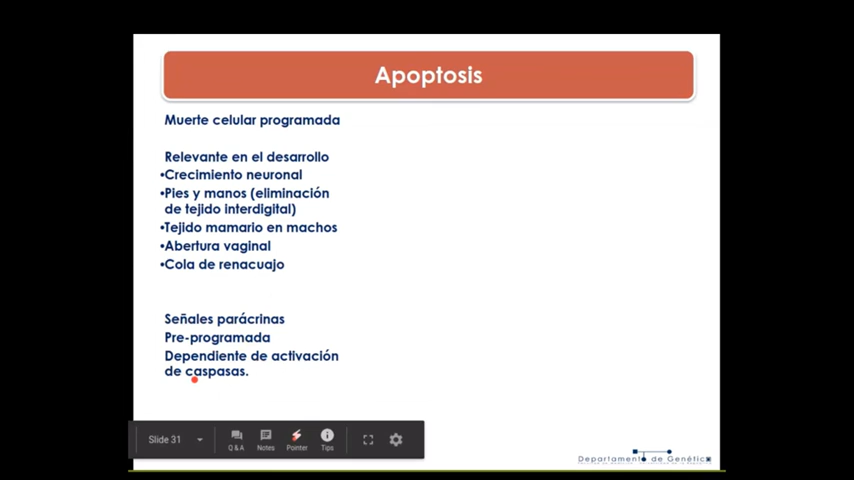 Apoptosis
Muerte celular programada
Relevante en el desarrollo
•Crecimiento neuronal
•Pies y manos (eliminación
de tejido interdigital)
•Tejido mamario en machos
•Abertura vaginal
•Cola de renacuajo
Señales parácrinas
Pre-programada
Dependiente de activación
de caspasas.
Slide 31
Q & A
Notes
Pointer
Tips
Departamento de Genética